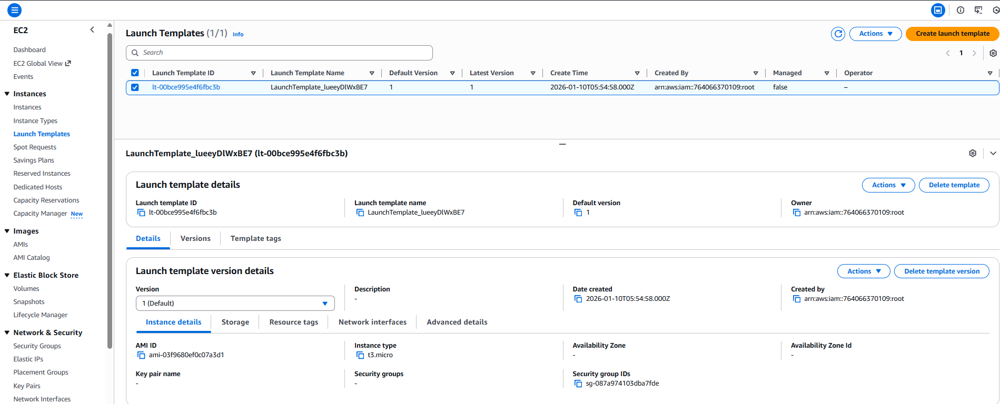 EC2
Dashboard
EC2 Global View
Events
Instances
Instances
Instance Types
Launch Templates
Spot Requests
Savings Plans
Reserved Instances
Dedicated Hosts
Capacity Reservations
Capacity Manager New
Images
AMIs
AMI Catalog
Elastic Block Store
Volumes
Snapshots
Lifecycle Manager
Network & Security
Security Groups
Elastic IPs
Placement Groups
Key Pairs
Network Interfaces
Launch Templates (1/1) Info
Actions
Create launch template
Search
1
Launch Template ID Launch Template Name Default Version Latest Version Create Time Created By Managed Operator
lt-00bce995e4f6fbc3b LaunchTemplate_lueeyDlWxBE7 1 1 2026-01-10T05:54:58.000Z arn:aws:iam::764066370109:root false –
LaunchTemplate_lueeyDlWxBE7 (lt-00bce995e4f6fbc3b)
Launch template details
Actions
Delete template
Launch template ID Launch template name Default version Owner
lt-00bce995e4f6fbc3b LaunchTemplate_lueeyDlWxBE7 1 arn:aws:iam::764066370109:root
Details Versions Template tags
Launch template version details
Actions
Delete template version
Version Description Date created Created by
1 (Default) - 2026-01-10T05:54:58.000Z arn:aws:iam::764066370109:root
Instance details Storage Resource tags Network interfaces Advanced details
AMI ID Instance type Availability Zone Availability Zone Id
ami-03f9680ef0c07a3d1 t3.micro - -
Key pair name Security groups Security group IDs
- - sg-087a974103dba7fde